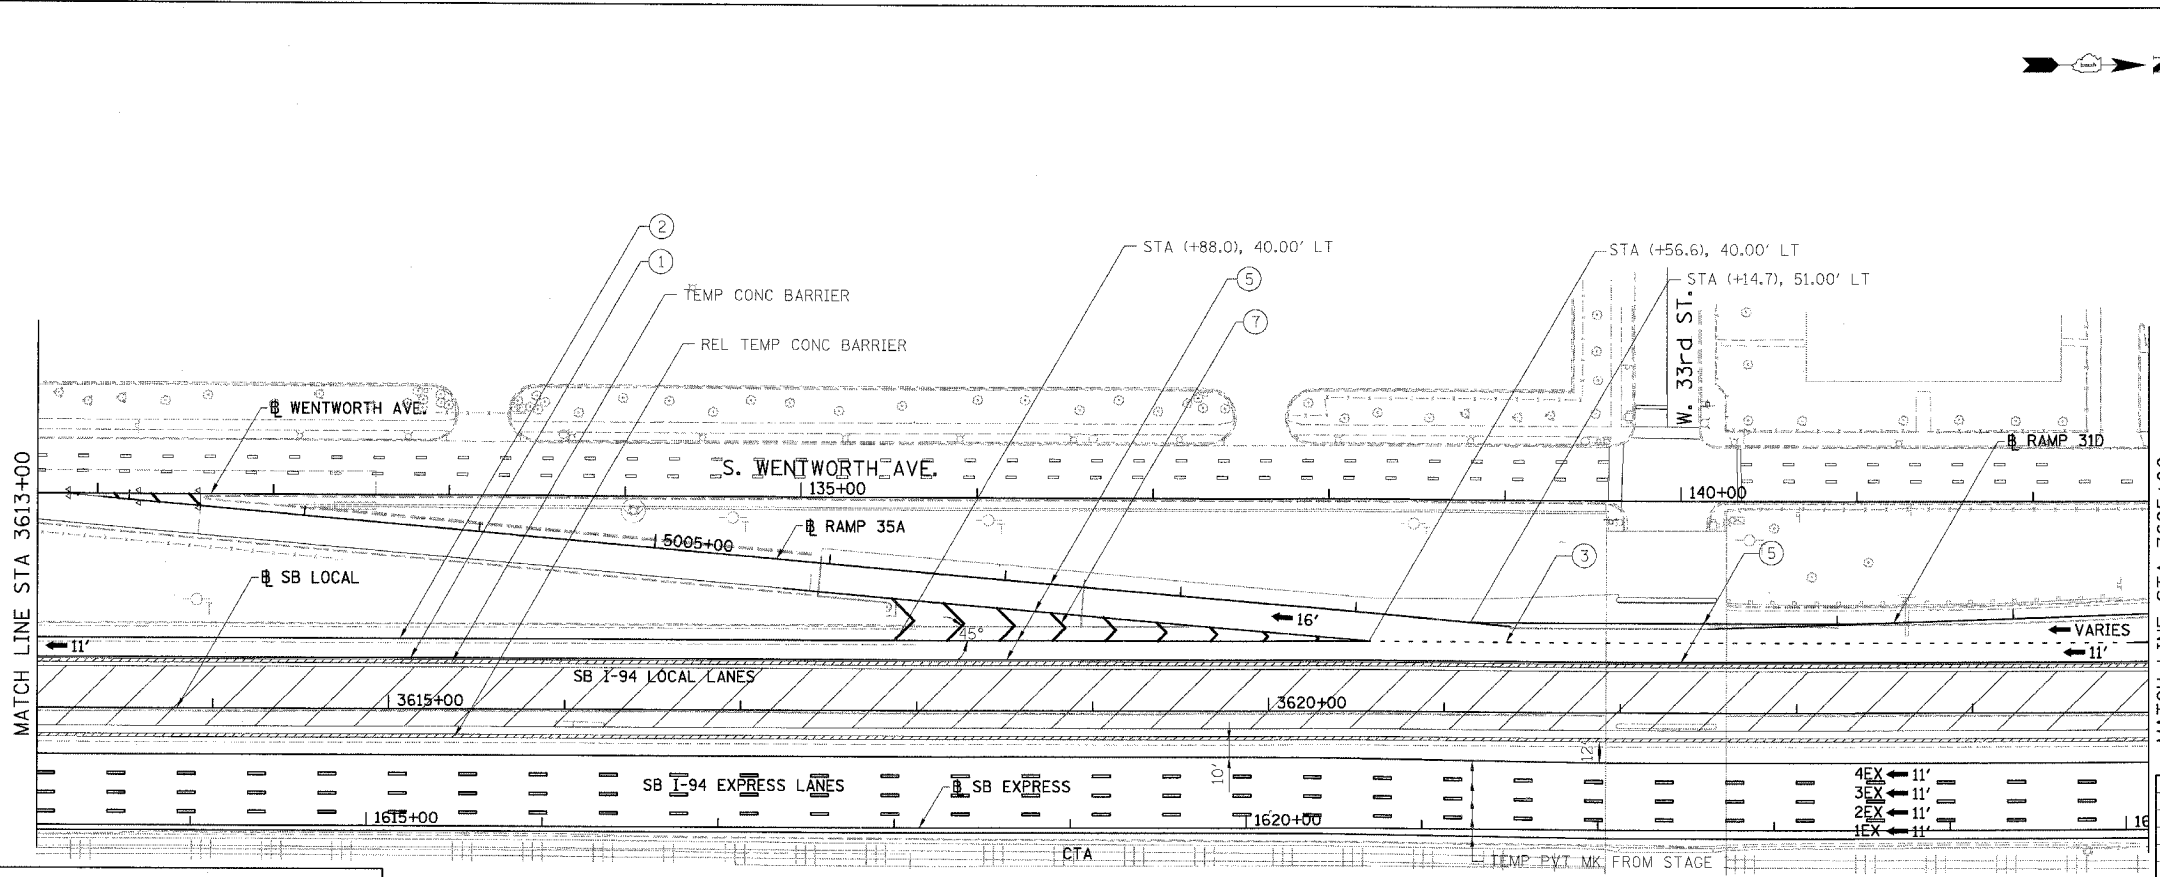 2
1
TEMP CONC BARRIER
REL TEMP CONC BARRIER
STA (+88.0), 40.00' LT
5
7
STA (+56.6), 40.00' LT
STA (+14.7), 51.00' LT
W. 33rd ST.
MATCH LINE STA 3613+00
℄ WENTWORTH AVE.
S. WENTWORTH AVE.
135+00
140+00
℄ RAMP 31D
5005+00
℄ RAMP 35A
3
5
℄ SB LOCAL
16'
45°
VARIES
11'
11'
SB I-94 LOCAL LANES
3615+00
3620+00
10'
12'
SB I-94 EXPRESS LANES
℄ SB EXPRESS
4EX 11'
3EX 11'
2EX 11'
1EX 11'
1615+00
1620+00
CTA
TEMP PVT MK FROM STAGE